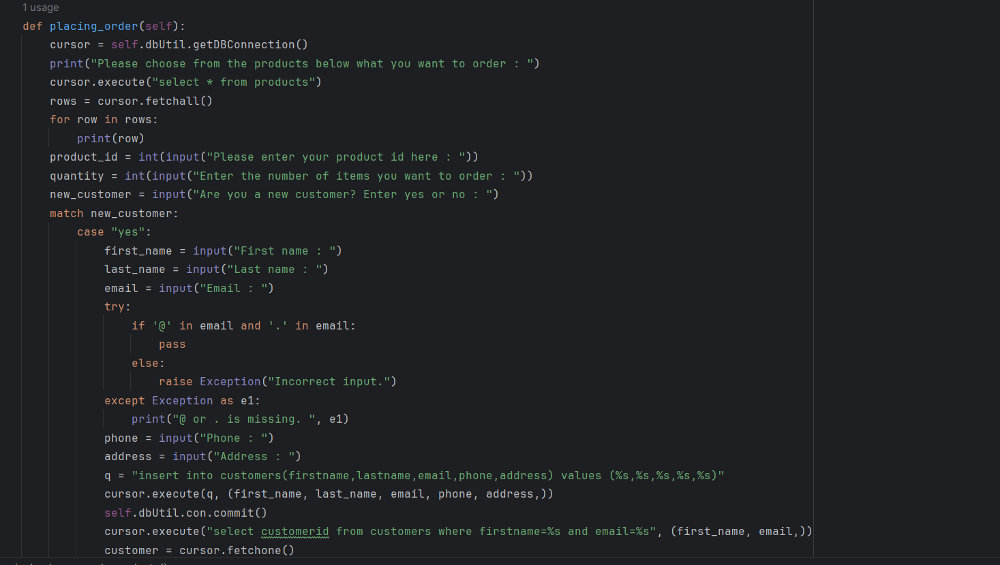 1 usage
def placing_order(self):
    cursor = self.dbUtil.getDBConnection()
    print("Please choose from the products below what you want to order : ")
    cursor.execute("select * from products")
    rows = cursor.fetchall()
    for row in rows:
        print(row)
    product_id = int(input("Please enter your product id here : "))
    quantity = int(input("Enter the number of items you want to order : "))
    new_customer = input("Are you a new customer? Enter yes or no : ")
    match new_customer:
        case "yes":
            first_name = input("First name : ")
            last_name = input("Last name : ")
            email = input("Email : ")
            try:
                if '@' in email and '.' in email:
                    pass
                else:
                    raise Exception("Incorrect input.")
            except Exception as e1:
                print("@ or . is missing. ", e1)
            phone = input("Phone : ")
            address = input("Address : ")
            q = "insert into customers(firstname,lastname,email,phone,address) values (%s,%s,%s,%s,%s)"
            cursor.execute(q, (first_name, last_name, email, phone, address,))
            self.dbUtil.con.commit()
            cursor.execute("select customerid from customers where firstname=%s and email=%s", (first_name, email,))
            customer = cursor.fetchone()